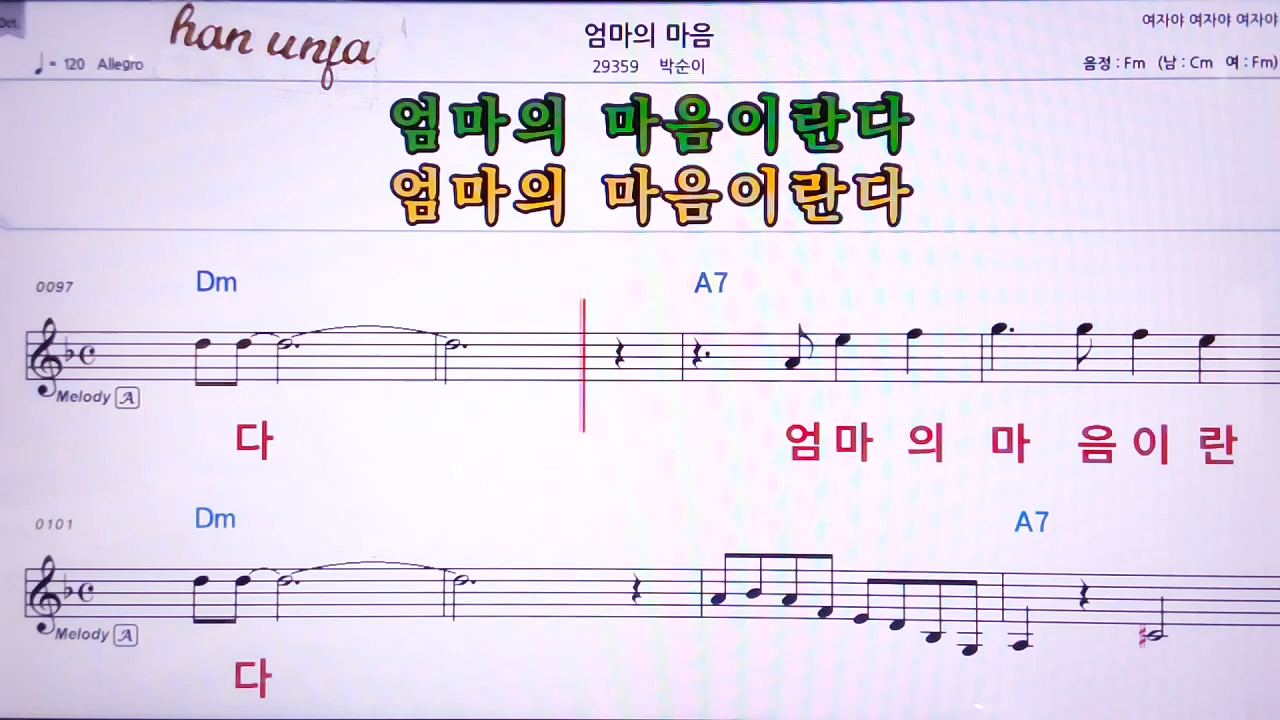 Oct.
han unfa
엄마의 마음
여자야 여자야 여자야
♩= 120 Allegro
29359 박순이
음정 : Fm (남 : Cm 여 : Fm)
엄마의 마음이란다
엄마의 마음이란다
0097 Dm A7
Melody A
다 엄 마 의 마 음 이 란
0101 Dm A7
Melody A
다